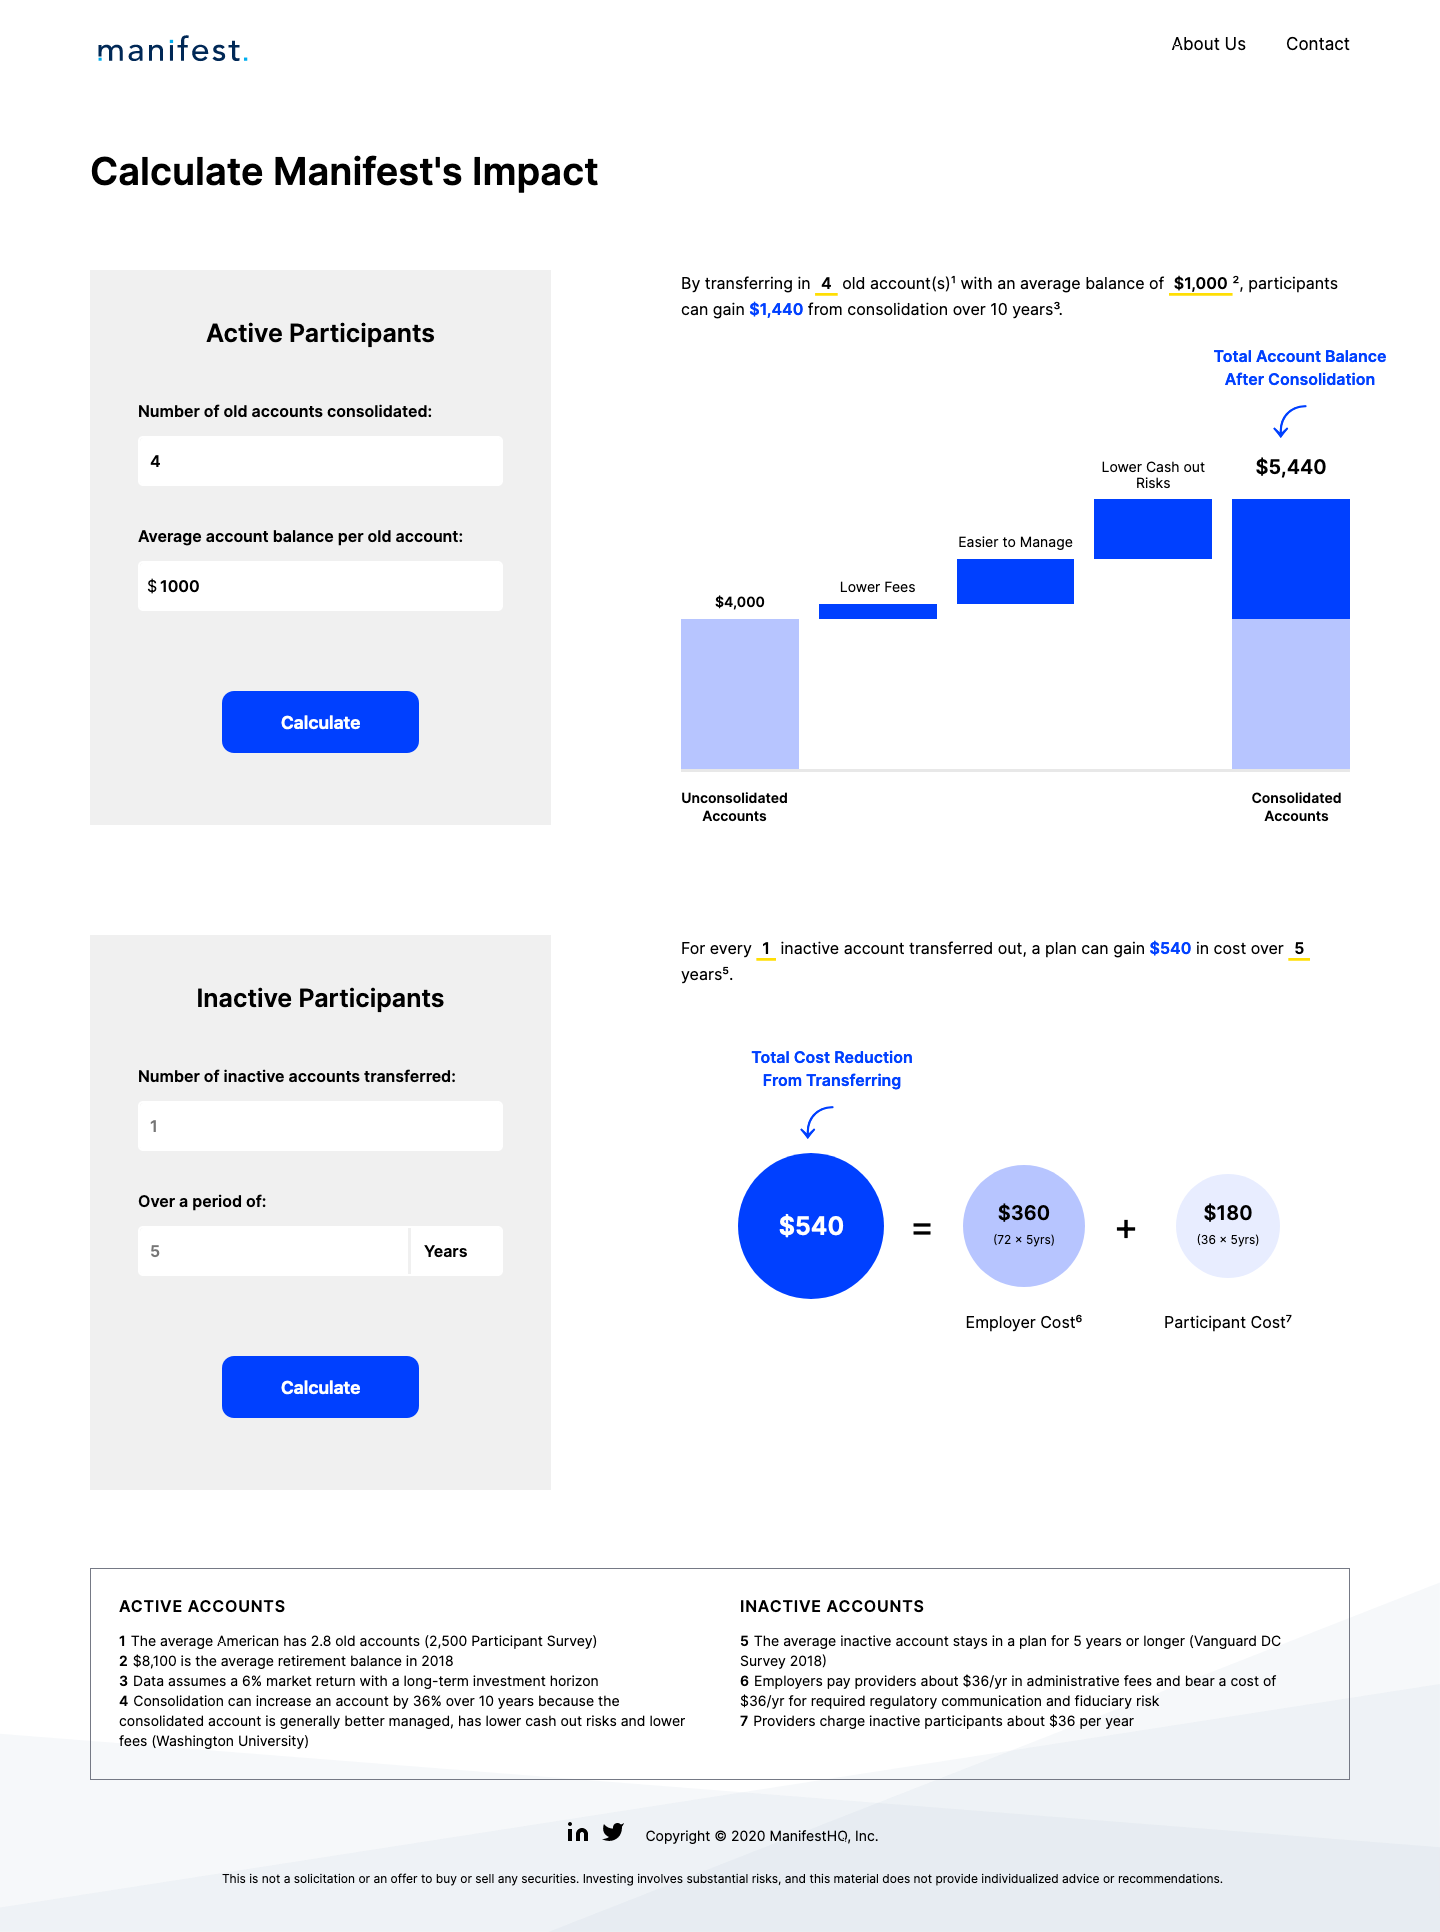 manifest.
About Us Contact
Calculate Manifest's Impact
Active Participants
Number of old accounts consolidated:
4
Average account balance per old account:
$ 1000
Calculate
By transferring in 4 old account(s)¹ with an average balance of $1,000 ², participants
can gain $1,440 from consolidation over 10 years³.
Total Account Balance
After Consolidation
$5,440
Lower Cash out
Risks
Easier to Manage
Lower Fees
$4,000
Unconsolidated
Accounts
Consolidated
Accounts
Inactive Participants
Number of inactive accounts transferred:
1
Over a period of:
5 Years
Calculate
For every 1 inactive account transferred out, a plan can gain $540 in cost over 5
years⁵.
Total Cost Reduction
From Transferring
$540 = $360 + $180
(72 × 5yrs) (36 × 5yrs)
Employer Cost⁶ Participant Cost⁷
ACTIVE ACCOUNTS
1 The average American has 2.8 old accounts (2,500 Participant Survey)
2 $8,100 is the average retirement balance in 2018
3 Data assumes a 6% market return with a long-term investment horizon
4 Consolidation can increase an account by 36% over 10 years because the
consolidated account is generally better managed, has lower cash out risks and lower
fees (Washington University)
INACTIVE ACCOUNTS
5 The average inactive account stays in a plan for 5 years or longer (Vanguard DC
Survey 2018)
6 Employers pay providers about $36/yr in administrative fees and bear a cost of
$36/yr for required regulatory communication and fiduciary risk
7 Providers charge inactive participants about $36 per year
Copyright © 2020 ManifestHQ, Inc.
This is not a solicitation or an offer to buy or sell any securities. Investing involves substantial risks, and this material does not provide individualized advice or recommendations.